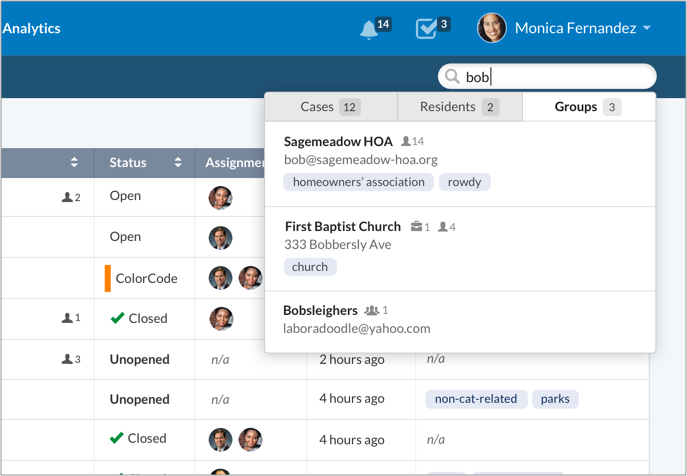 Analytics
14
3
Monica Fernandez
bob
Cases 12
Residents 2
Groups 3
Sagemeadow HOA 14
bob@sagemeadow-hoa.org
homeowners' association rowdy
First Baptist Church 1 4
333 Bobbersly Ave
church
Bobsleighers 1
laboradoodle@yahoo.com
Status
2 Open
Open
ColorCode
1 Closed
3 Unopened n/a 2 hours ago n/a
Unopened n/a 4 hours ago non-cat-related parks
Closed 4 hours ago n/a